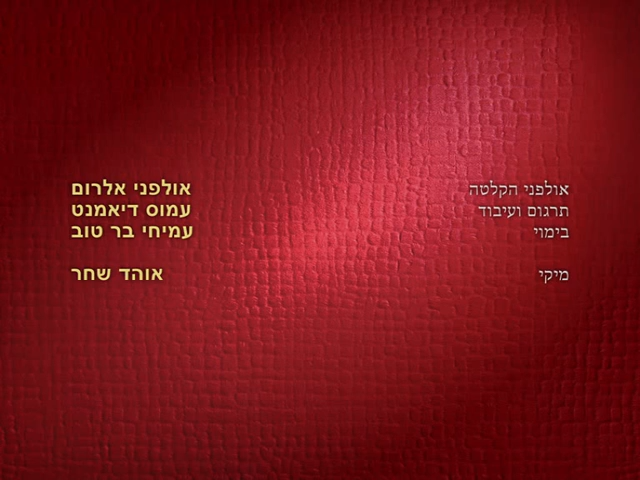 אולפני הקלטה אולפני אלרום
תרגום ועיבוד עמוס דיאמנט
בימוי עמיחי בר טוב
מיקי אוהד שחר